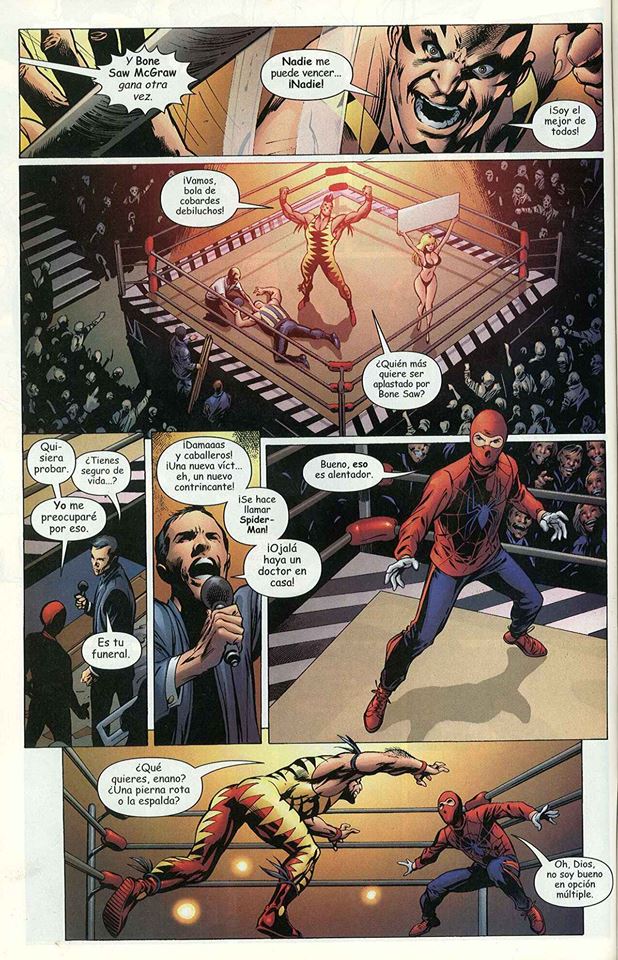 Y Bone
Saw McGraw
gana otra
vez.
Nadie me
puede vencer...
¡Nadie!
¡Soy el
mejor de
todos!
¡Vamos,
bola de
cobardes
debiluchos!
¿Quién más
quiere ser
aplastado por
Bone Saw?
Qui-
siera
probar.
¿Tienes
seguro de
vida...?
Yo me
preocuparé
por eso.
Es tu
funeral.
¡Damaaas
y caballeros!
¡Una nueva víct...
eh, un nuevo
contrincante!
¡Se hace
llamar
Spider-
Man!
¡Ojalá
haya un
doctor en
casa!
Bueno, eso
es alentador.
¿Qué
quieres, enano?
¿Una pierna rota
o la espalda?
Oh, Dios,
no soy bueno
en opción
múltiple.